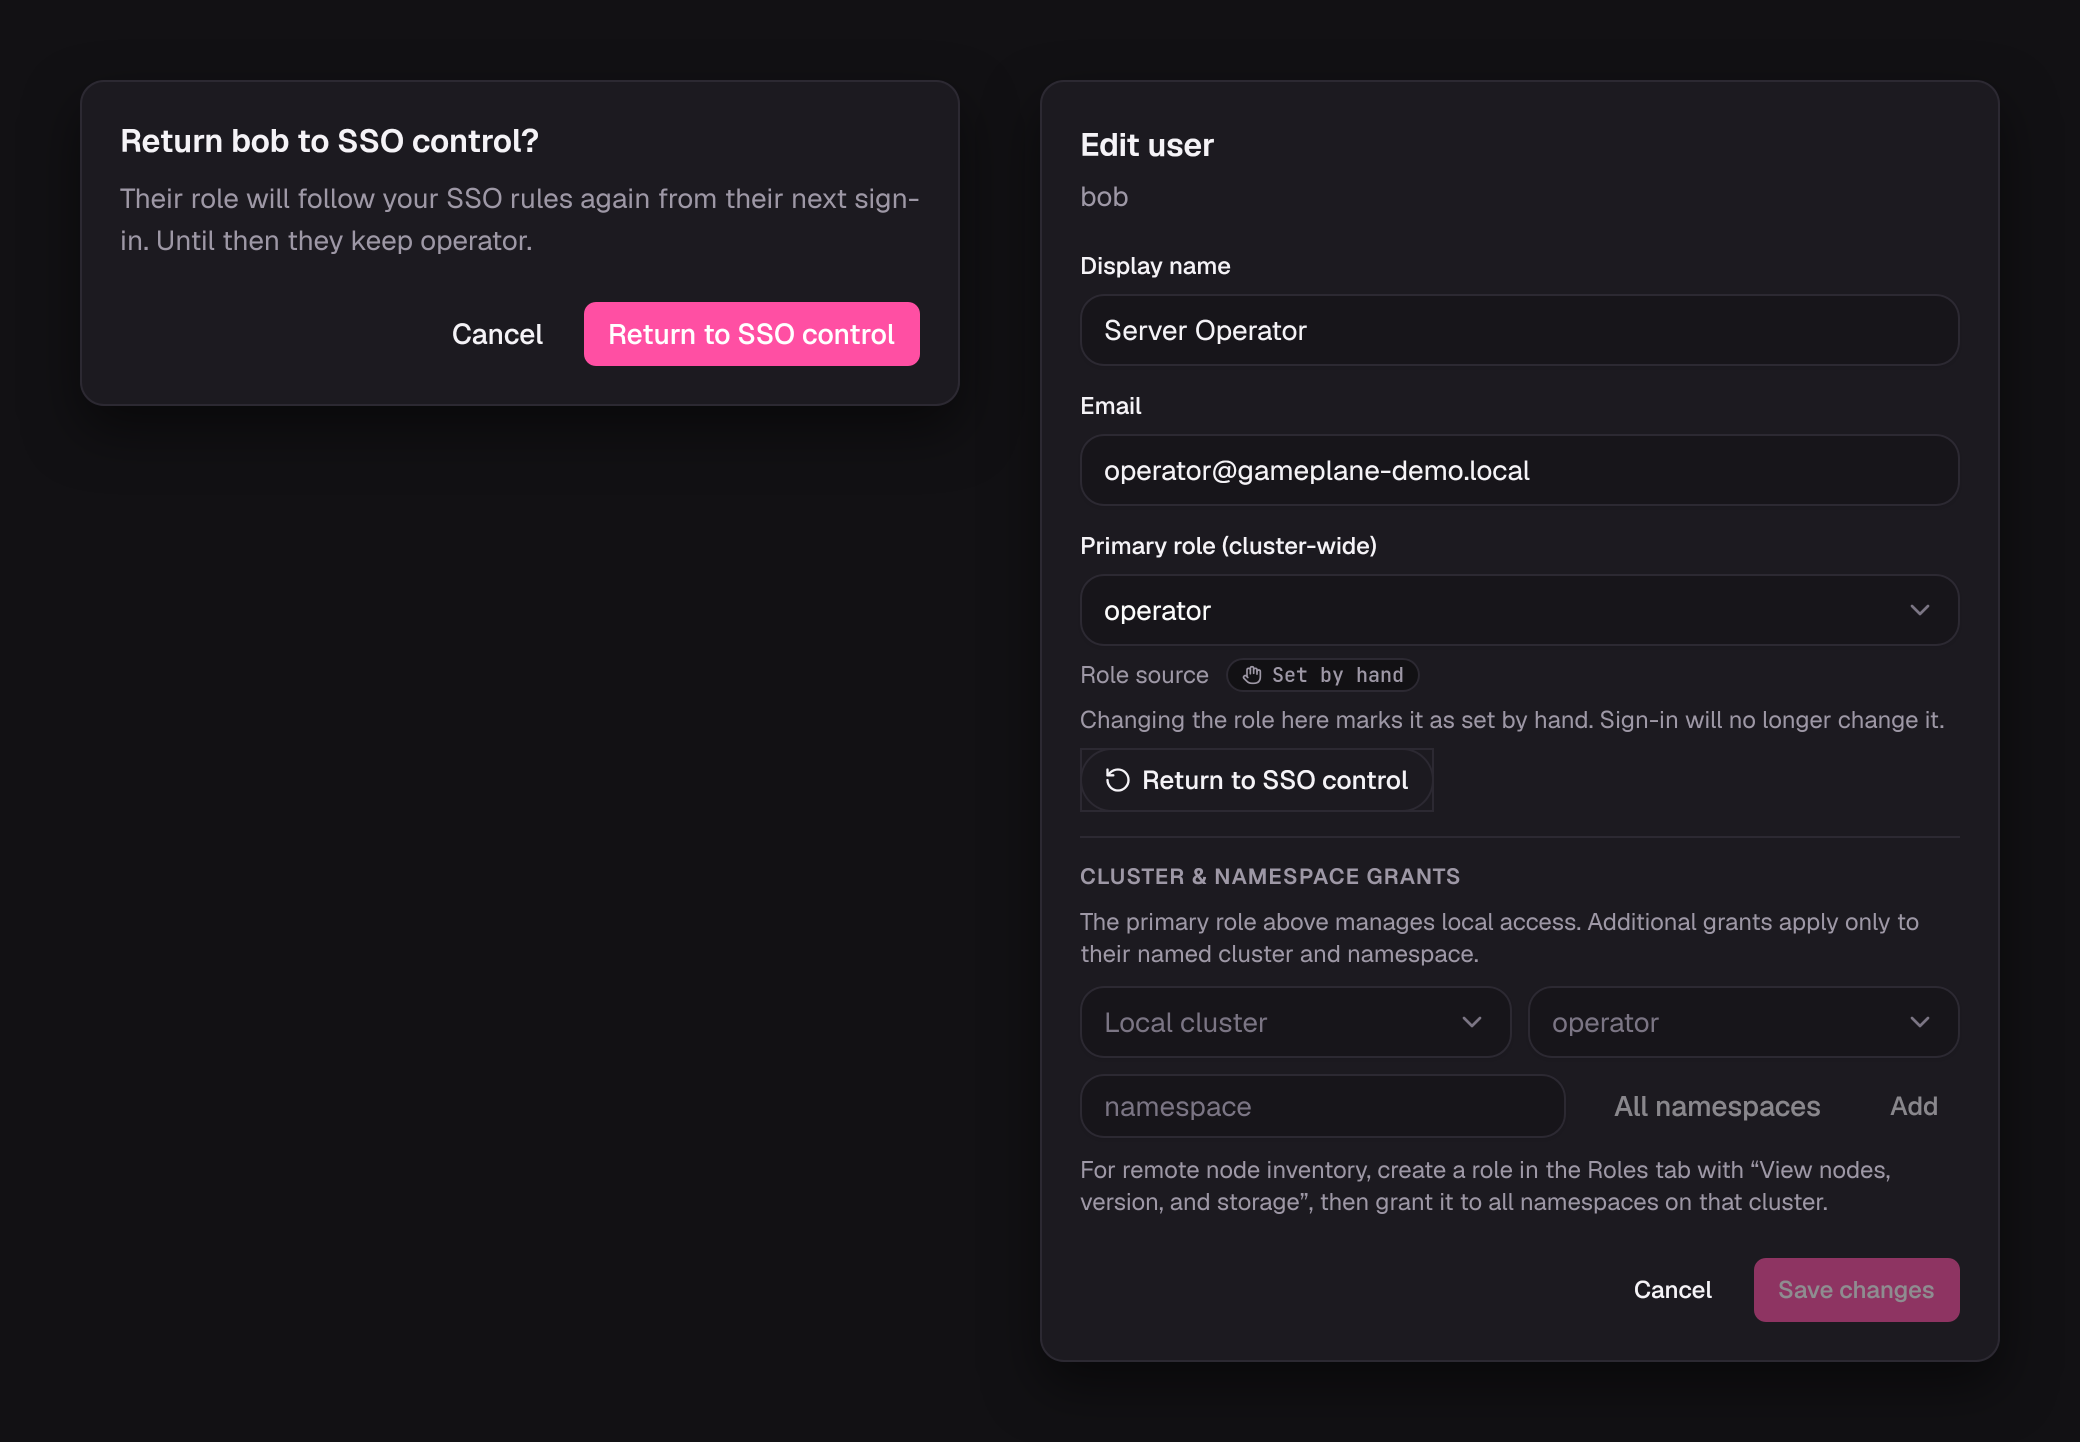 Return bob to SSO control?
Their role will follow your SSO rules again from their next sign-
in. Until then they keep operator.
Cancel
Return to SSO control
Edit user
bob
Display name
Server Operator
Email
operator@gameplane-demo.local
Primary role (cluster-wide)
operator
Role source
Set by hand
Changing the role here marks it as set by hand. Sign-in will no longer change it.
Return to SSO control
CLUSTER & NAMESPACE GRANTS
The primary role above manages local access. Additional grants apply only to
their named cluster and namespace.
Local cluster
operator
namespace
All namespaces
Add
For remote node inventory, create a role in the Roles tab with “View nodes,
version, and storage”, then grant it to all namespaces on that cluster.
Cancel
Save changes